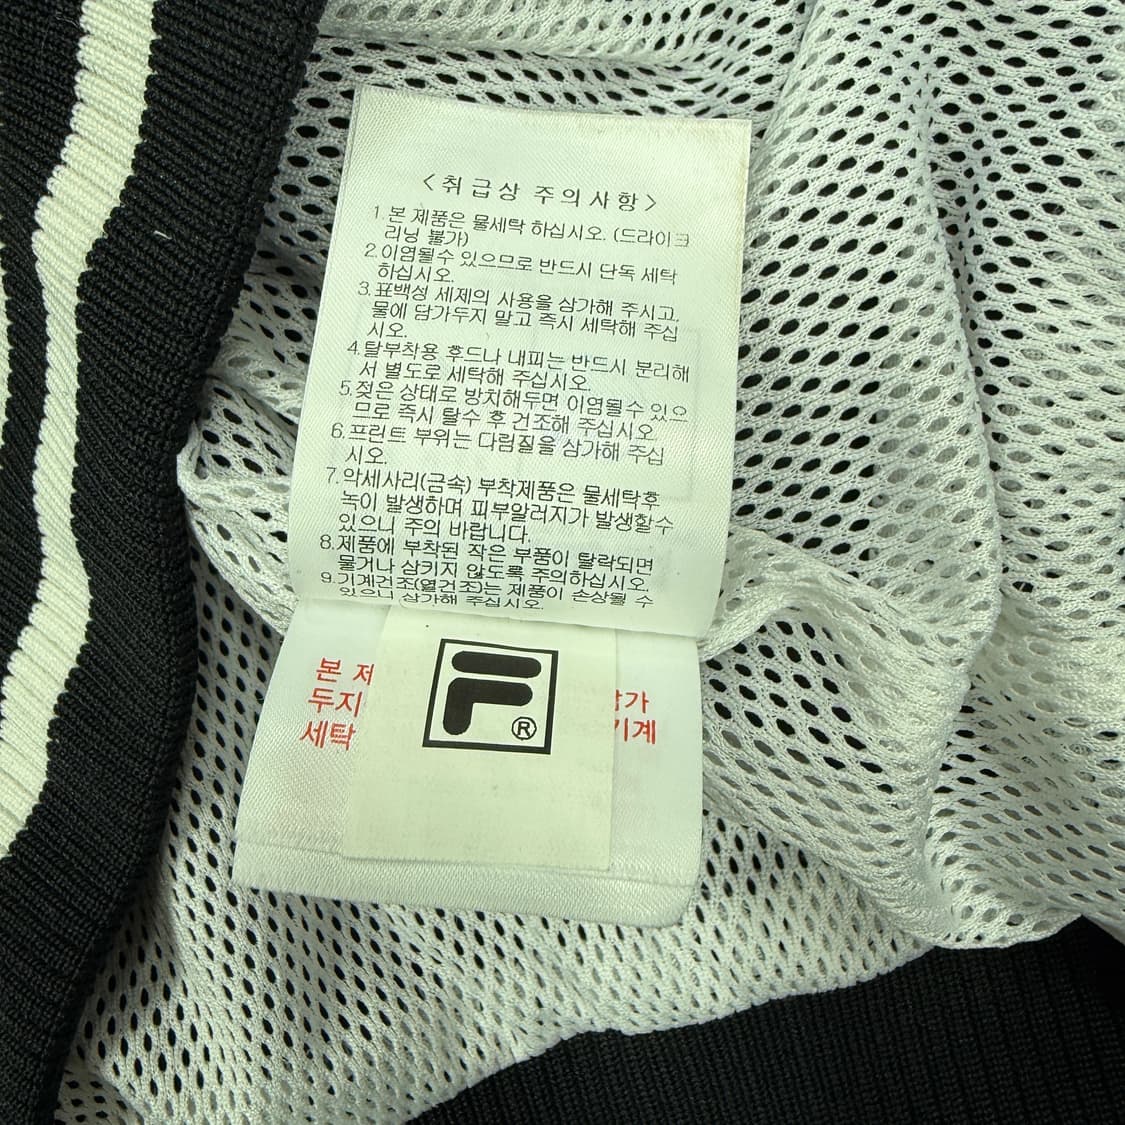 <취급상 주의사항>
1.본 제품은 물세탁 하십시오. (드라이크
리닝 불가)
2.이염될수 있으므로 반드시 단독 세탁
하십시오.
3.표백성 세제의 사용을 삼가해 주시고,
물에 담가두지 말고 즉시 세탁해 주십
시오.
4.탈부착용 후드나 내피는 반드시 분리해
서 별도로 세탁해 주십시오.
5.젖은 상태로 방치해두면 이염될수 있으
므로 즉시 탈수 후 건조해 주십시오.
6.프린트 부위는 다림질을 삼가해 주십
시오.
7.악세사리(금속) 부착제품은 물세탁후
녹이 발생하며 피부알러지가 발생할수
있으니 주의 바랍니다.
8.제품에 부착된 작은 부품이 탈락되면
물거나 삼키지 않도록 주의하십시오.
9.기계건조(열건조)는 제품이 손상될 수
있으니 삼가해 주십시오.
본 제
두지 가
세탁 기계
F®